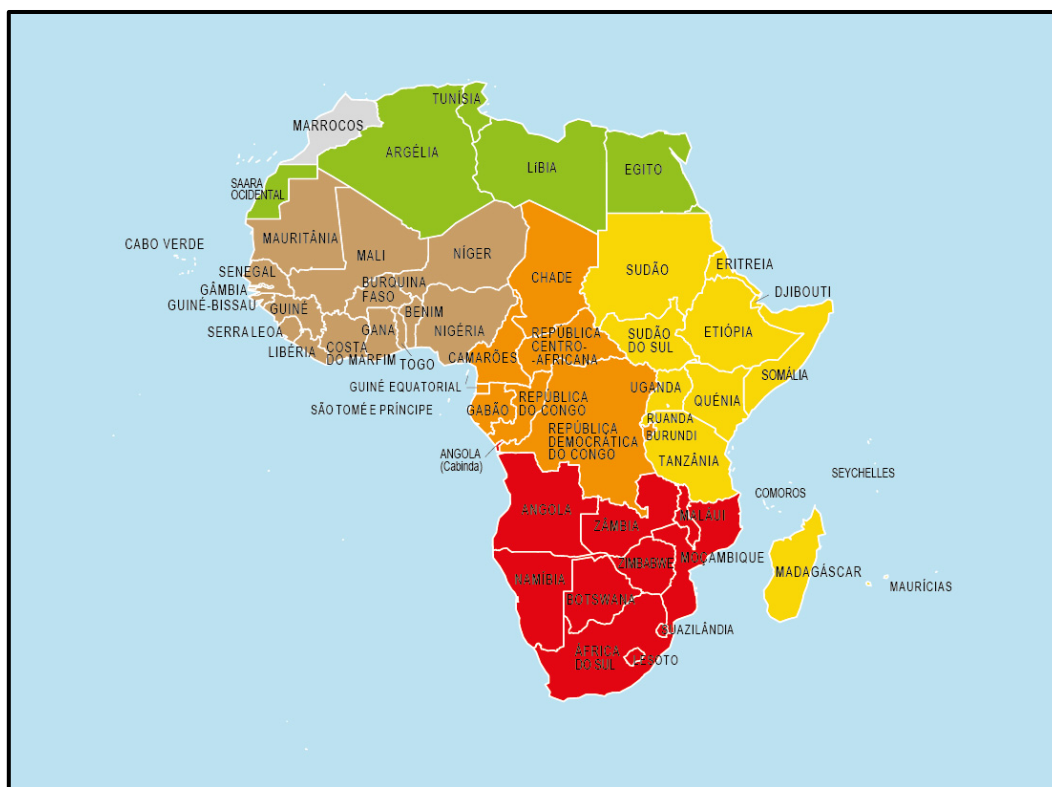 TUNÍSIA
MARROCOS
ARGÉLIA
LÍBIA
EGITO
SAARA
OCIDENTAL
MAURITÂNIA
CABO VERDE
MALI
NÍGER
CHADE
SUDÃO
ERITREIA
SENEGAL
GÂMBIA
GUINÉ-BISSAU
GUINÉ
BURQUINA
FASO
BENIM
DJIBOUTI
SERRA LEOA
LIBÉRIA
COSTA
DO MARFIM
GANA
TOGO
NIGÉRIA
CAMARÕES
REPÚBLICA
CENTRO-
-AFRICANA
SUDÃO
DO SUL
ETIÓPIA
SOMÁLIA
GUINÉ EQUATORIAL
SÃO TOMÉ E PRÍNCIPE
GABÃO
REPÚBLICA
DO CONGO
UGANDA
QUÉNIA
RUANDA
BURUNDI
REPÚBLICA
DEMOCRÁTICA
DO CONGO
TANZÂNIA
ANGOLA
(Cabinda)
SEYCHELLES
COMOROS
ANGOLA
ZÂMBIA
MALAUI
MOÇAMBIQUE
ZIMBABWE
NAMÍBIA
BOTSWANA
MADAGÁSCAR
MAURÍCIAS
SUAZILÂNDIA
ÁFRICA
DO SUL
LESOTO